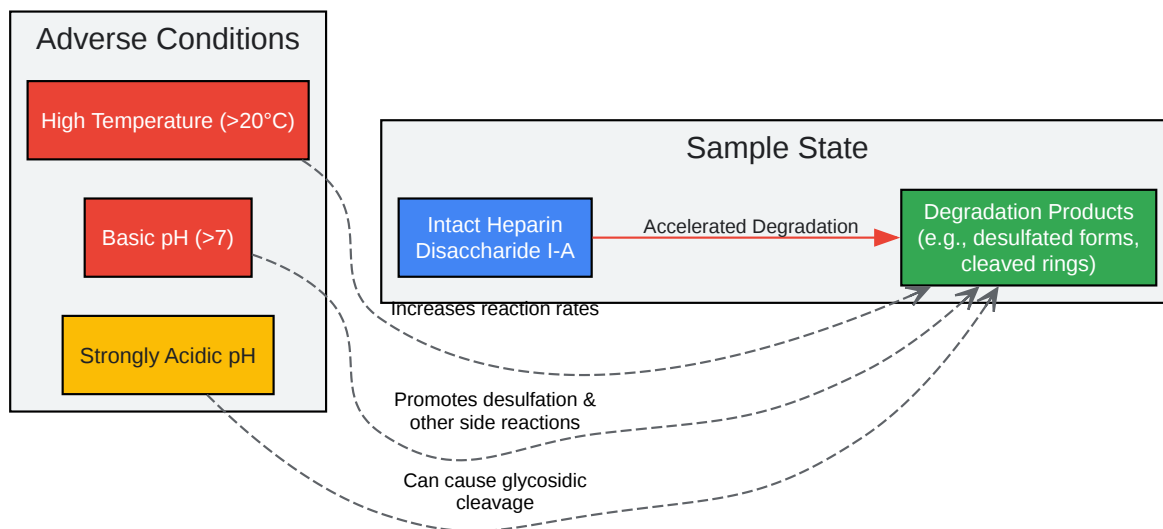 Adverse Conditions
High Temperature (>20°C)
Basic pH (>7)
Strongly Acidic pH
Sample State
Intact Heparin
Disaccharide I-A
Accelerated Degradation
Degradation Products
(e.g., desulfated forms,
cleaved rings)
Increases reaction rates
Promotes desulfation &
other side reactions
Can cause glycosidic
cleavage